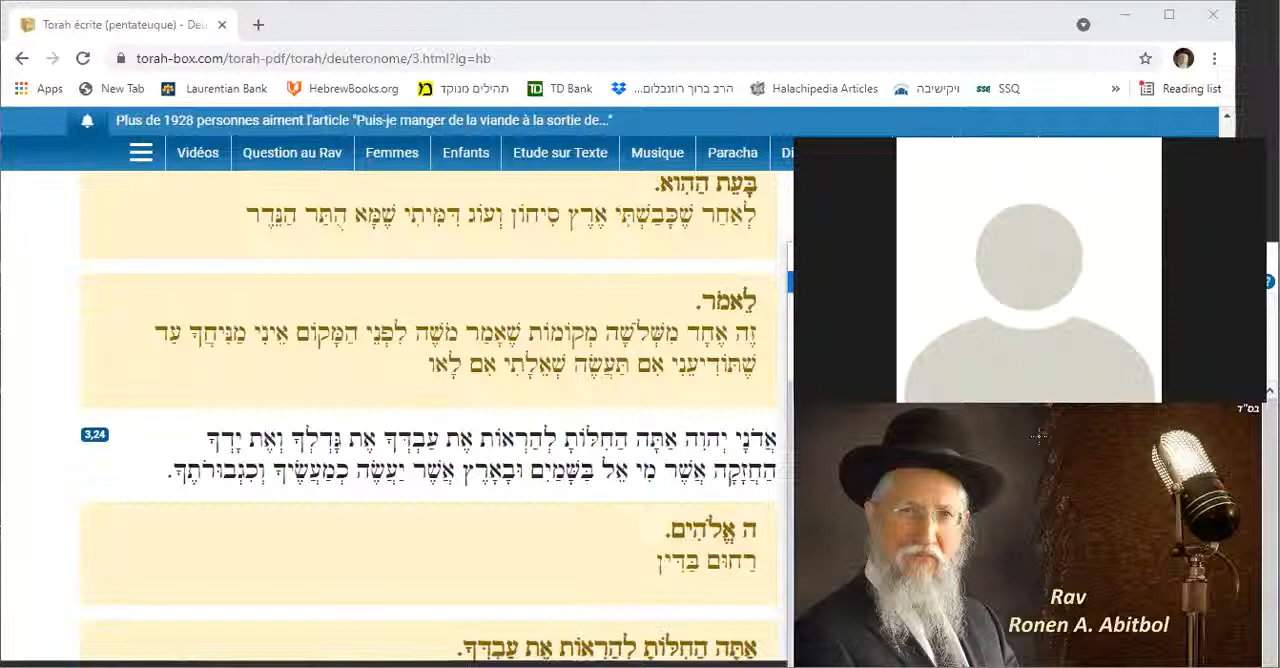 Torah écrite (pentateuque) - Deu
torah-box.com/torah-pdf/torah/deuteronome/3.html?lg=hb
Apps New Tab Laurentian Bank HebrewBooks.org תהילים מנוקד TD Bank הרב ברוך רוזנבלום... Halachipedia Articles ויקישיבה SSQ » Reading list
Plus de 1928 personnes aiment l'article "Puis-je manger de la viande à la sortie de..."
Vidéos Question au Rav Femmes Enfants Etude sur Texte Musique Paracha Di
בָּעֵת הַהִוא.
לְאַחַר שֶׁכָּבַשְׁתִּי אֶרֶץ סִיחוֹן וְעוֹג דִּמִּיתִי שֶׁמָּא הֻתַּר הַנֵּדֶר
לֵאמֹר.
זֶה אֶחָד מִשְּׁלֹשָׁה מְקוֹמוֹת שֶׁאָמַר מֹשֶׁה לִפְנֵי הַמָּקוֹם אֵינִי מַנִּיחֲךָ עַד
שֶׁתּוֹדִיעֵנִי אִם תַּעֲשֶׂה שְׁאֵלָתִי אִם לָאו
3,24
אֲדֹנָי יְהוִה אַתָּה הַחִלּוֹתָ לְהַרְאוֹת אֶת עַבְדְּךָ אֶת גָּדְלְךָ וְאֶת יָדְךָ
הַחֲזָקָה אֲשֶׁר מִי אֵל בַּשָּׁמַיִם וּבָאָרֶץ אֲשֶׁר יַעֲשֶׂה כְמַעֲשֶׂיךָ וְכִגְבוּרֹתֶךָ.
ה אֱלֹהִים.
רַחוּם בַּדִּין
אַתָּה הַחִלּוֹתָ לְהַרְאוֹת אֶת עַבְדְּךָ.
בס"ד
Rav
Ronen A. Abitbol